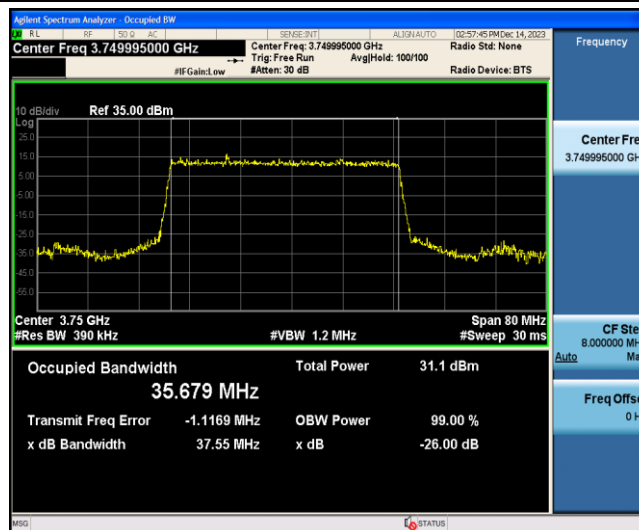 Agilent Spectrum Analyzer - Occupied BW
RL RF 50 Ω AC SENSE:INT ALIGN AUTO 02:57:45 PM Dec 14, 2023
Center Freq 3.749995000 GHz
Center Freq: 3.749995000 GHz
Radio Std: None
Trig: Free Run Avg|Hold: 100/100
#IFGain:Low #Atten: 30 dB Radio Device: BTS
10 dB/div Ref 35.00 dBm
Log
25.0
15.0
5.00
-5.00
-15.0
-25.0
-35.0
-45.0
-55.0
Center 3.75 GHz Span 80 MHz
#Res BW 390 kHz #VBW 1.2 MHz #Sweep 30 ms
Occupied Bandwidth Total Power 31.1 dBm
35.679 MHz
Transmit Freq Error -1.1169 MHz OBW Power 99.00 %
x dB Bandwidth 37.55 MHz x dB -26.00 dB
Frequency
Center Fre
3.749995000 GH
CF Ste
8.000000 MH
Auto Ma
Freq Offse
0 H
MSG STATUS